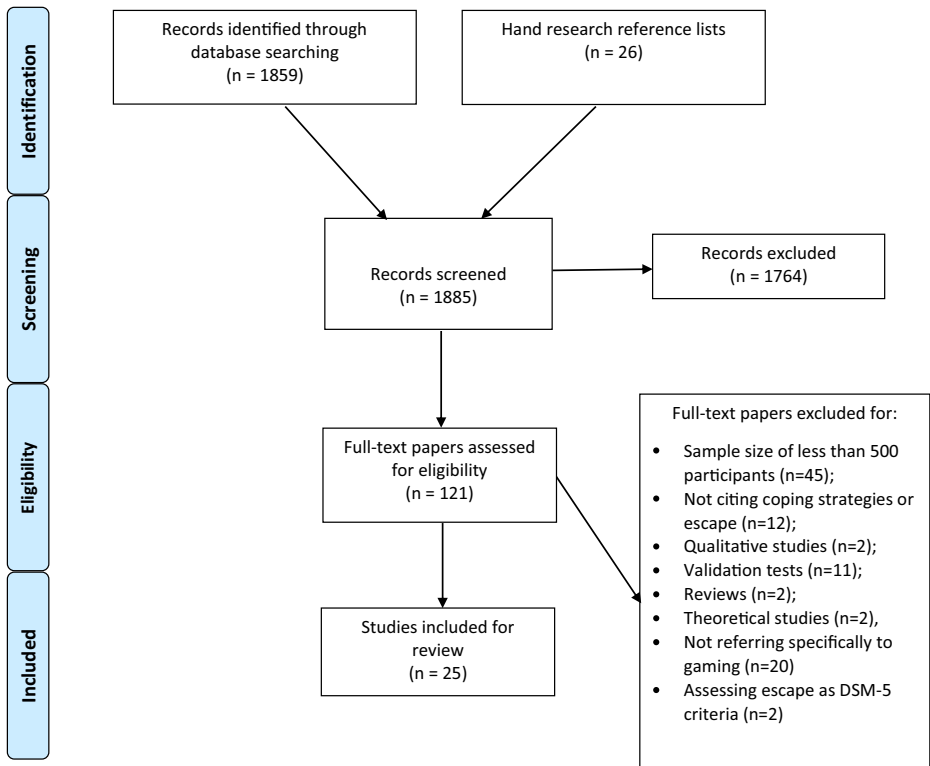 Identification
Records identified through
database searching
(n = 1859)
Hand research reference lists
(n = 26)
Screening
Records screened
(n = 1885)
Records excluded
(n = 1764)
Eligibility
Full-text papers assessed
for eligibility
(n = 121)
Full-text papers excluded for:
• Sample size of less than 500
participants (n=45);
• Not citing coping strategies or
escape (n=12);
• Qualitative studies (n=2);
• Validation tests (n=11);
• Reviews (n=2);
• Theoretical studies (n=2),
• Not referring specifically to
gaming (n=20)
• Assessing escape as DSM-5
criteria (n=2)
Included
Studies included for
review
(n = 25)